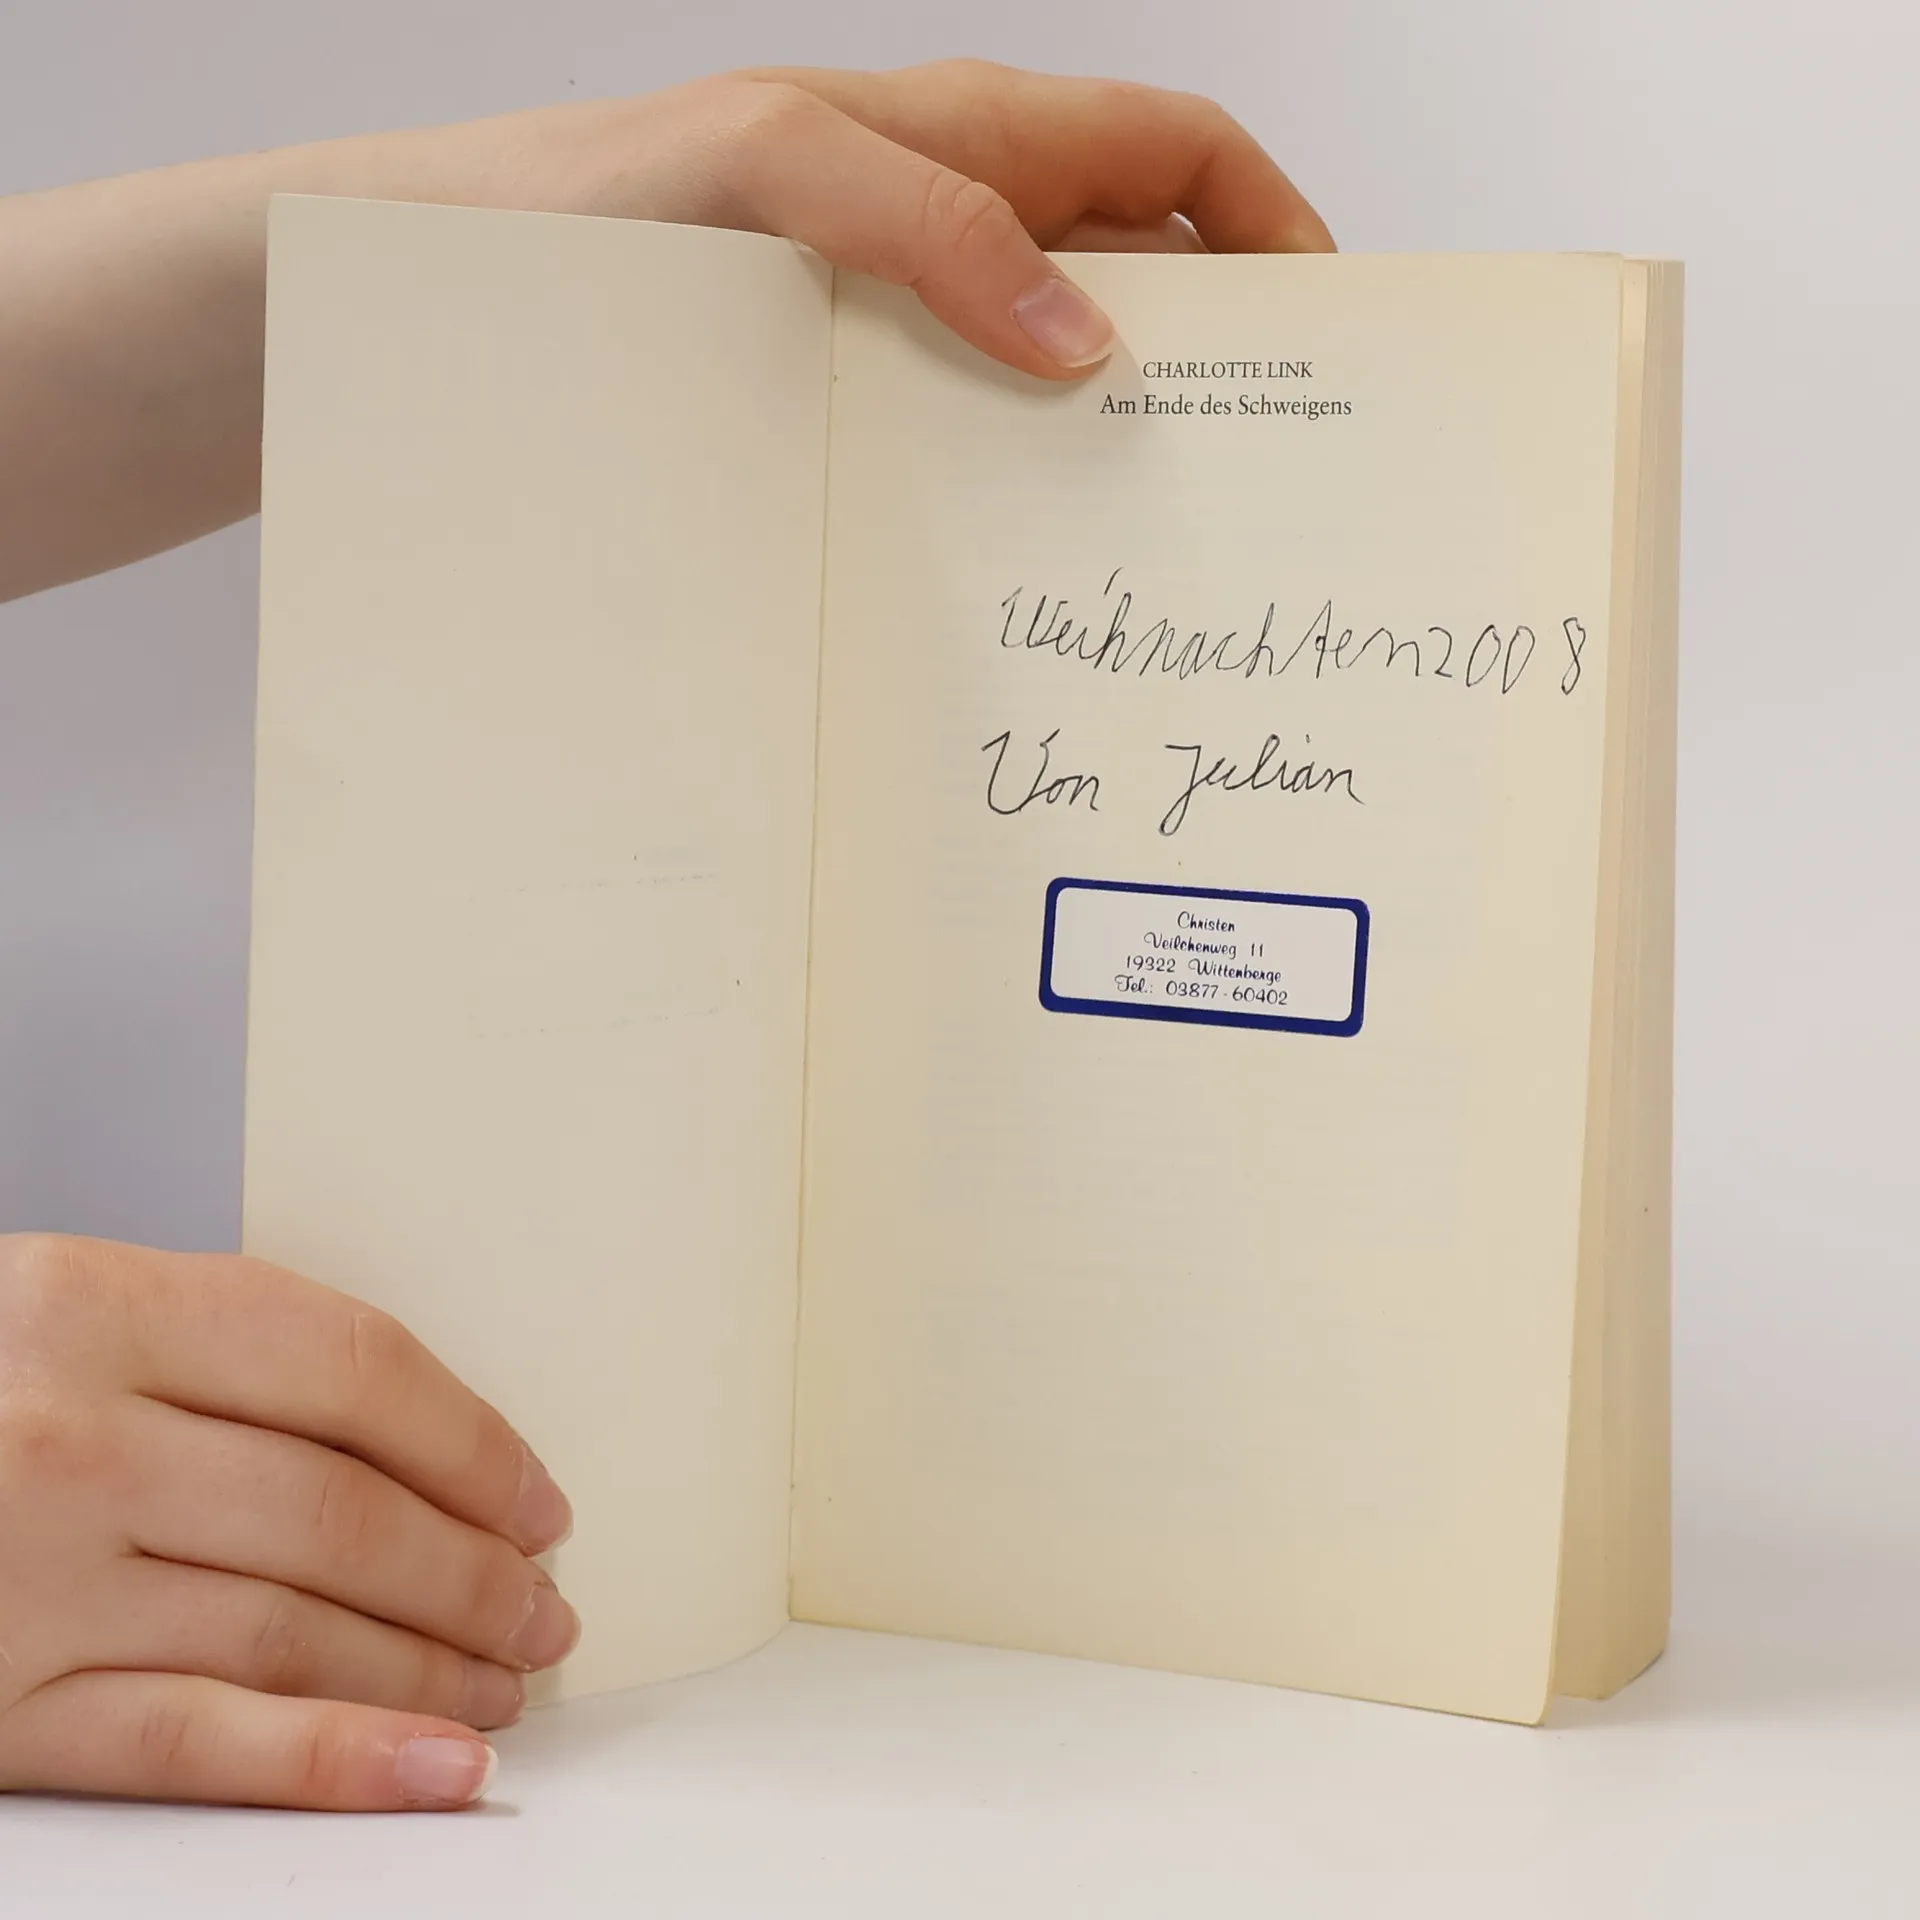 CHARLOTTE LINK
Am Ende des Schweigens
Weihnachten 2008
Von Julian
Christen
Veilchenweg 11
19322 Wittenberge
Tel.: 03877-60402